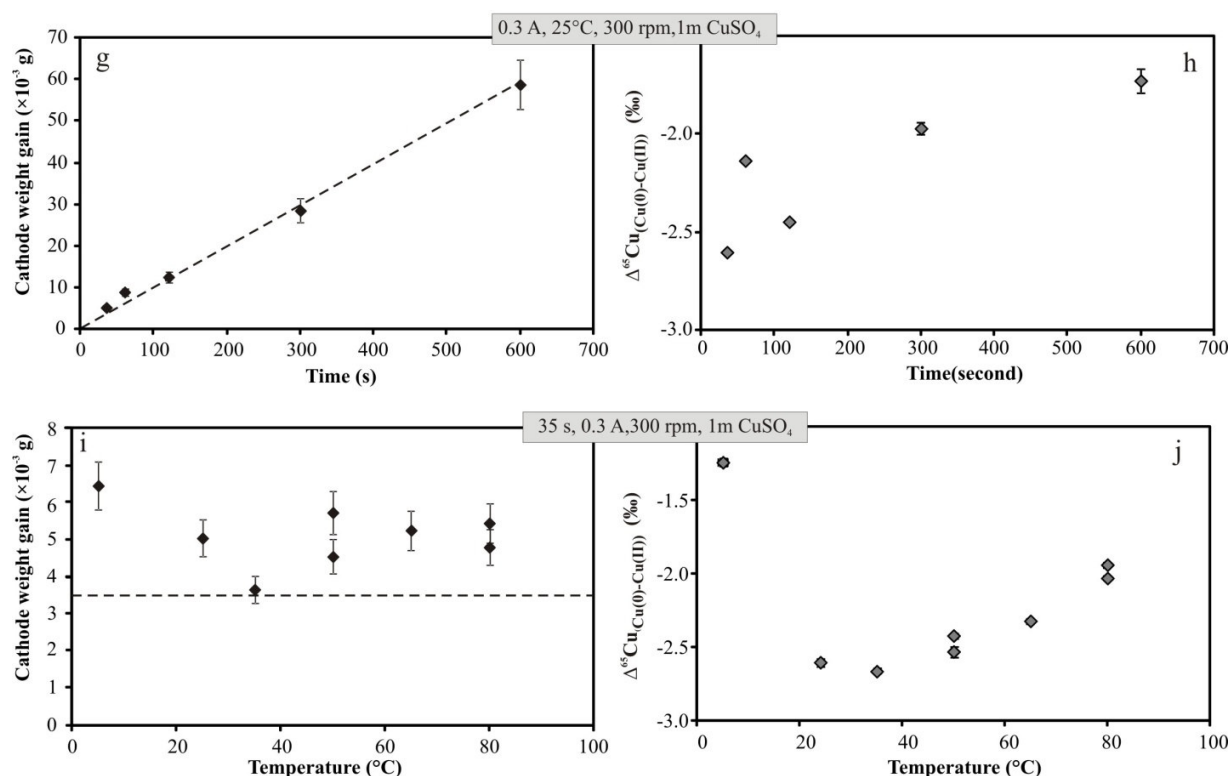 0.3 A, 25°C, 300 rpm,1m CuSO₄
g
Cathode weight gain (×10⁻³ g)
70
60
50
40
30
20
10
0
0 100 200 300 400 500 600 700
Time (s)
h
Δ⁶⁵Cu(Cu(0)-Cu(II)) (‰)
-2.0
-2.5
-3.0
0 100 200 300 400 500 600 700
Time(second)
35 s, 0.3 A,300 rpm, 1m CuSO₄
i
Cathode weight gain (×10⁻³ g)
8
7
6
5
4
3
2
1
0
0 20 40 60 80 100
Temperature (°C)
j
Δ⁶⁵Cu(Cu(0)-Cu(II)) (‰)
-1.5
-2.0
-2.5
-3.0
0 20 40 60 80 100
Temperature (°C)